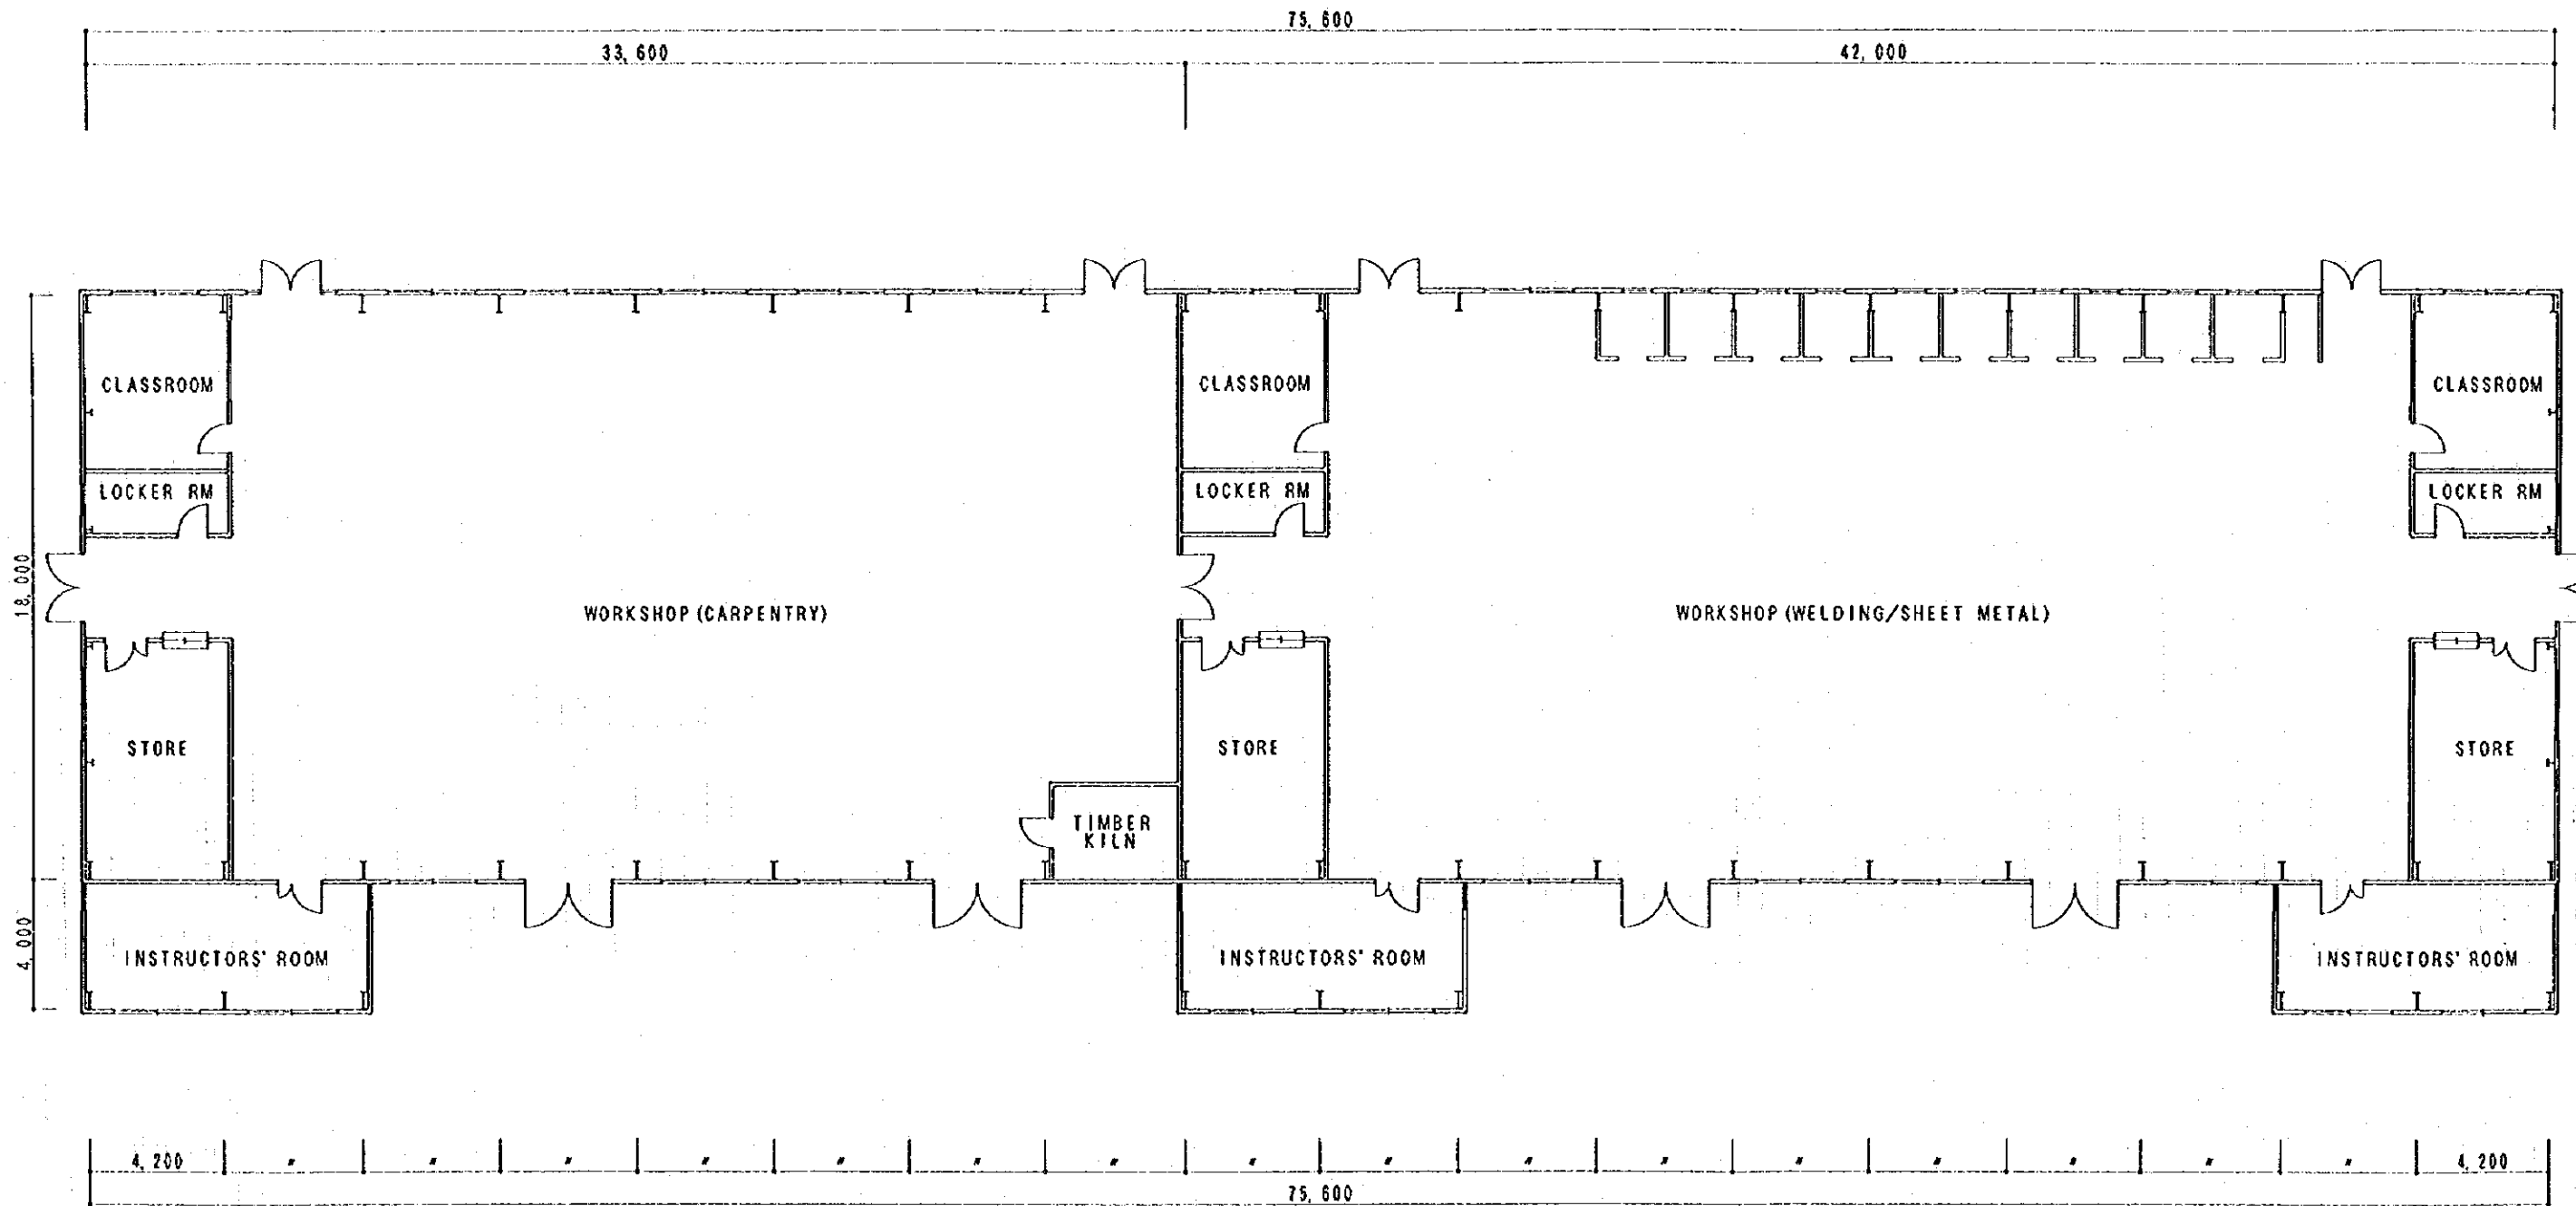 75,600
33,600
42,000
CLASSROOM
CLASSROOM
CLASSROOM
LOCKER RM
LOCKER RM
LOCKER RM
18,000
WORKSHOP (CARPENTRY)
WORKSHOP (WELDING/SHEET METAL)
STORE
STORE
STORE
TIMBER
KILN
4,000
INSTRUCTORS' ROOM
INSTRUCTORS' ROOM
INSTRUCTORS' ROOM
4,200 〃 〃 〃 〃 〃 〃 〃 〃 〃 〃 〃 〃 〃 〃 〃 〃 4,200
75,600